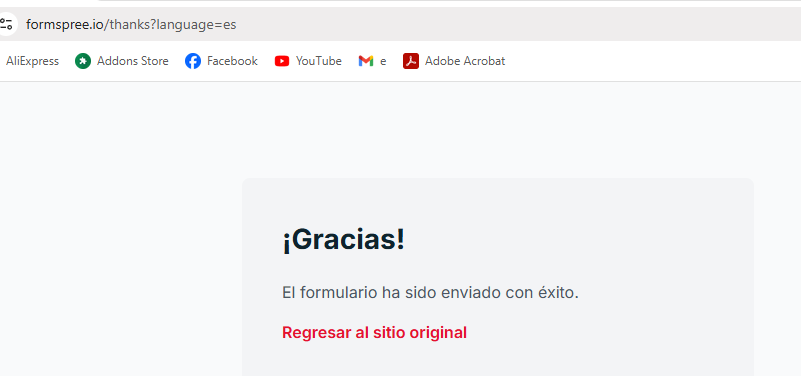 formspree.io/thanks?language=es
AliExpress Addons Store Facebook YouTube e Adobe Acrobat
¡Gracias!
El formulario ha sido enviado con éxito.
Regresar al sitio original